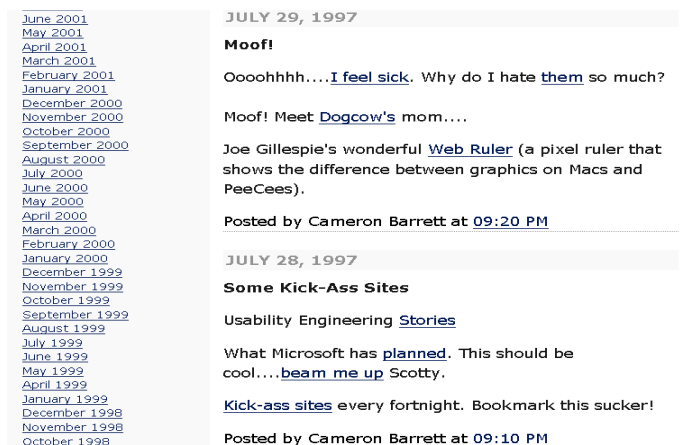 June 2001
May 2001
April 2001
March 2001
February 2001
January 2001
December 2000
November 2000
October 2000
September 2000
August 2000
July 2000
June 2000
May 2000
April 2000
March 2000
February 2000
January 2000
December 1999
November 1999
October 1999
September 1999
August 1999
July 1999
June 1999
May 1999
April 1999
January 1999
December 1998
November 1998
October 1998
JULY 29, 1997
Moof!
Ooohhhh....I feel sick. Why do I hate them so much?
Moof! Meet Dogcow's mom....
Joe Gillespie's wonderful Web Ruler (a pixel ruler that
shows the difference between graphics on Macs and
PeeCees).
Posted by Cameron Barrett at 09:20 PM
JULY 28, 1997
Some Kick-Ass Sites
Usability Engineering Stories
What Microsoft has planned. This should be
cool....beam me up Scotty.
Kick-ass sites every fortnight. Bookmark this sucker!
Posted by Cameron Barrett at 09:10 PM